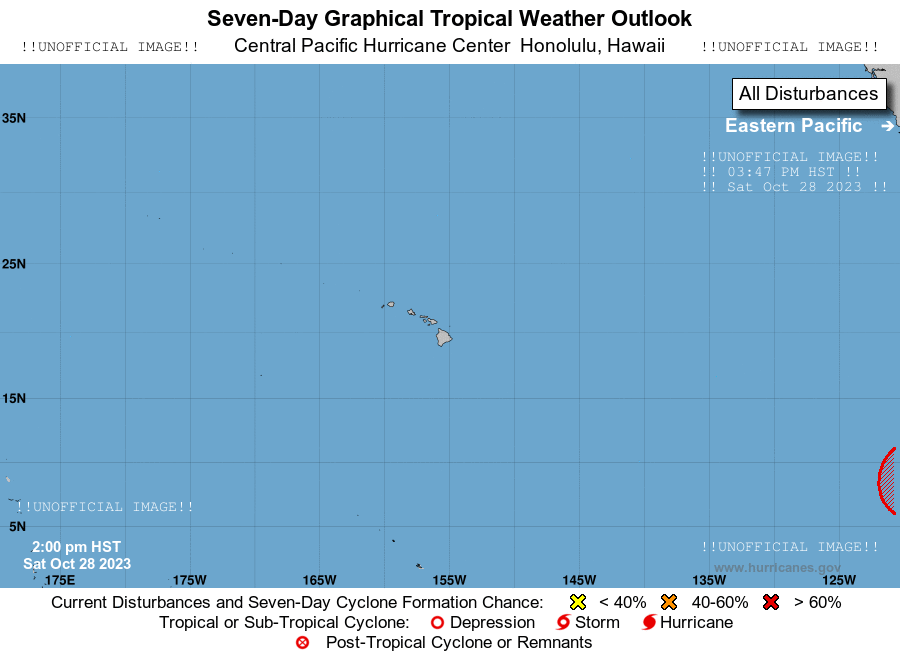 Seven-Day Graphical Tropical Weather Outlook
!!UNOFFICIAL IMAGE!! Central Pacific Hurricane Center Honolulu, Hawaii !!UNOFFICIAL IMAGE!!
All Disturbances
35N
Eastern Pacific
!!UNOFFICIAL IMAGE!!
!! 03:47 PM HST !!
!! Sat Oct 28 2023 !!
25N
15N
!!UNOFFICIAL IMAGE!!
5N
2:00 pm HST
!!UNOFFICIAL IMAGE!!
Sat Oct 28 2023
www.hurricanes.gov
175E 175W 165W 155W 145W 135W 125W
Current Disturbances and Seven-Day Cyclone Formation Chance: < 40% 40-60% > 60%
Tropical or Sub-Tropical Cyclone: Depression Storm Hurricane
Post-Tropical Cyclone or Remnants